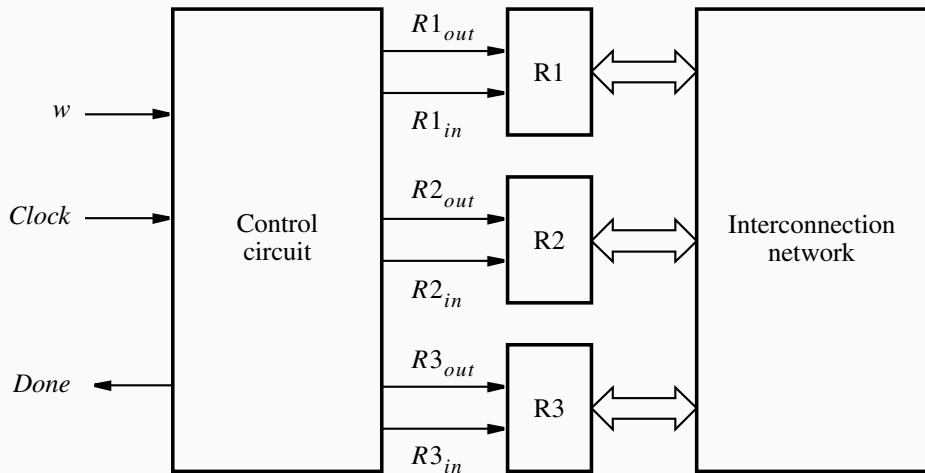 R1out
R1
w
R1in
Clock
R2out
Control
circuit
R2
Interconnection
network
R2in
Done
R3out
R3
R3in